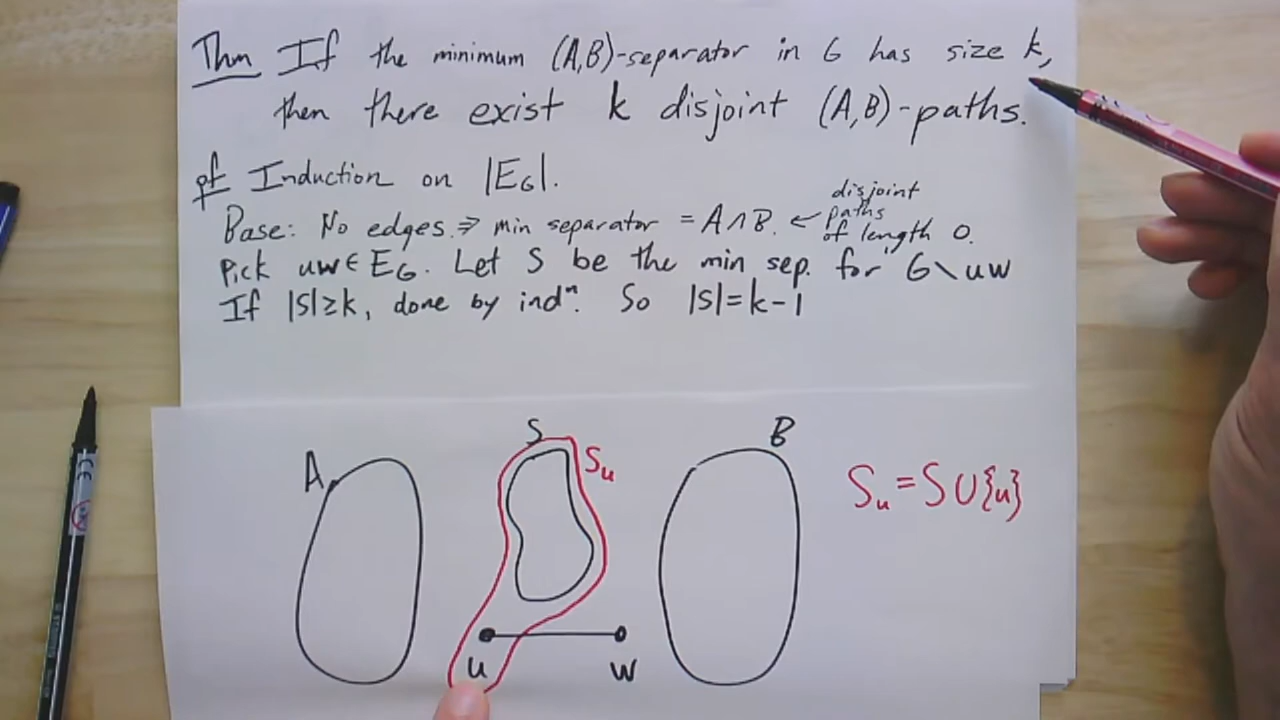 Thm If the minimum (A,B)-separator in G has size k,
then there exist k disjoint (A,B)-paths.
pf Induction on |E_G|.
Base: No edges ⇒ min separator = A∩B. ← disjoint paths of length 0.
Pick uw∈E_G. Let S be the min sep. for G\uw
If |S|≥k, done by indⁿ. So |S|=k-1
A
S
S_u
B
S_u = S∪{u}
u
w